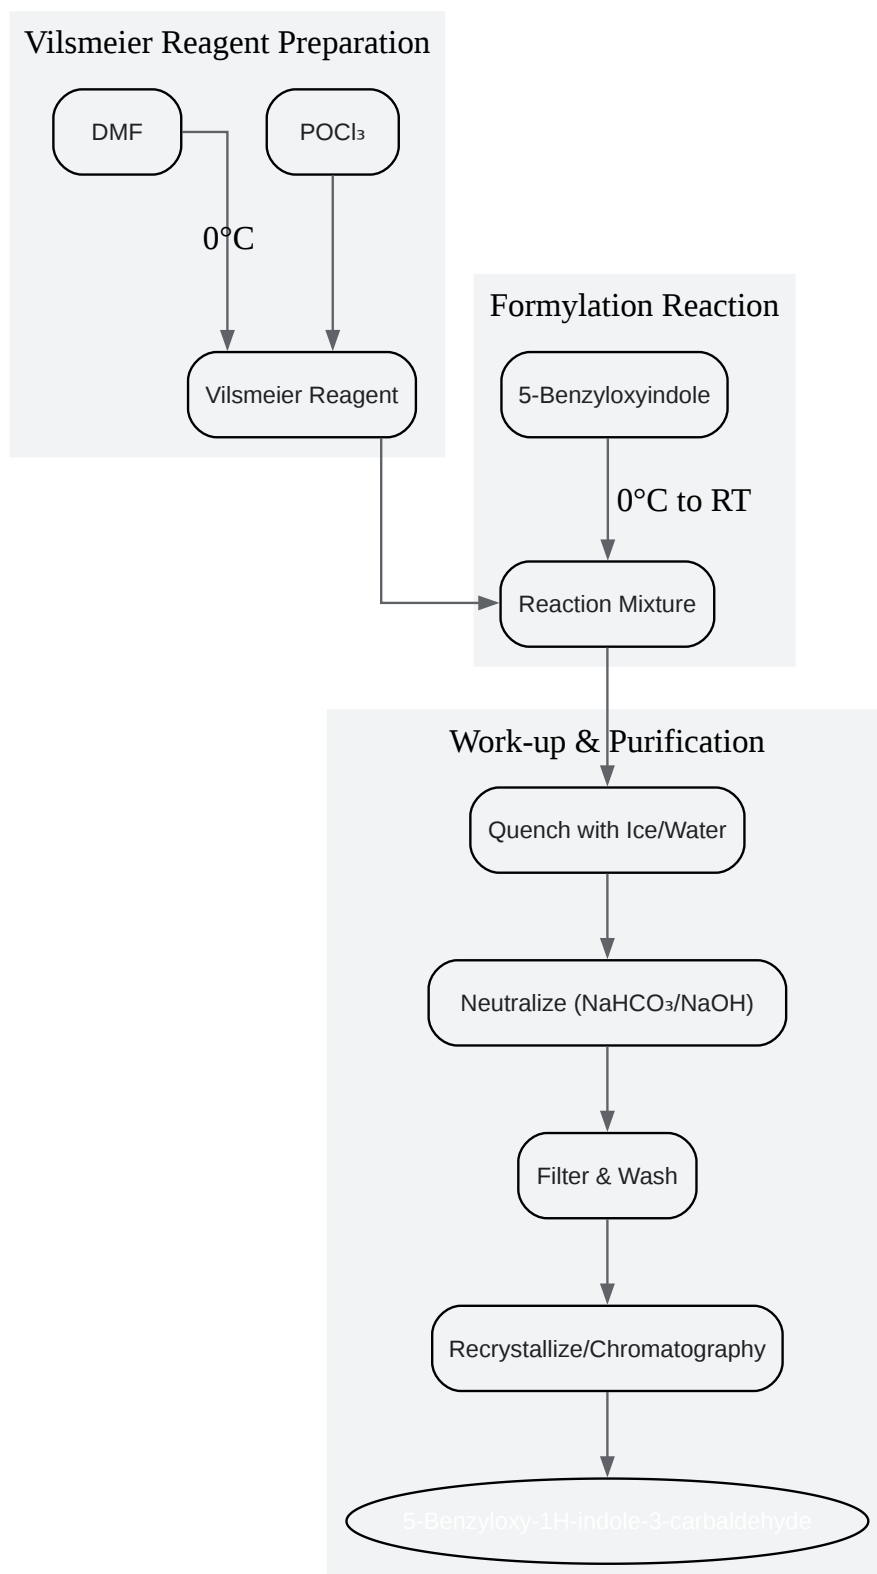 Vilsmeier Reagent Preparation
DMF
POCl₃
0°C
Vilsmeier Reagent
Formylation Reaction
5-Benzyloxyindole
0°C to RT
Reaction Mixture
Work-up & Purification
Quench with Ice/Water
Neutralize (NaHCO₃/NaOH)
Filter & Wash
Recrystallize/Chromatography
5-Benzyloxy-1H-indole-3-carbaldehyde